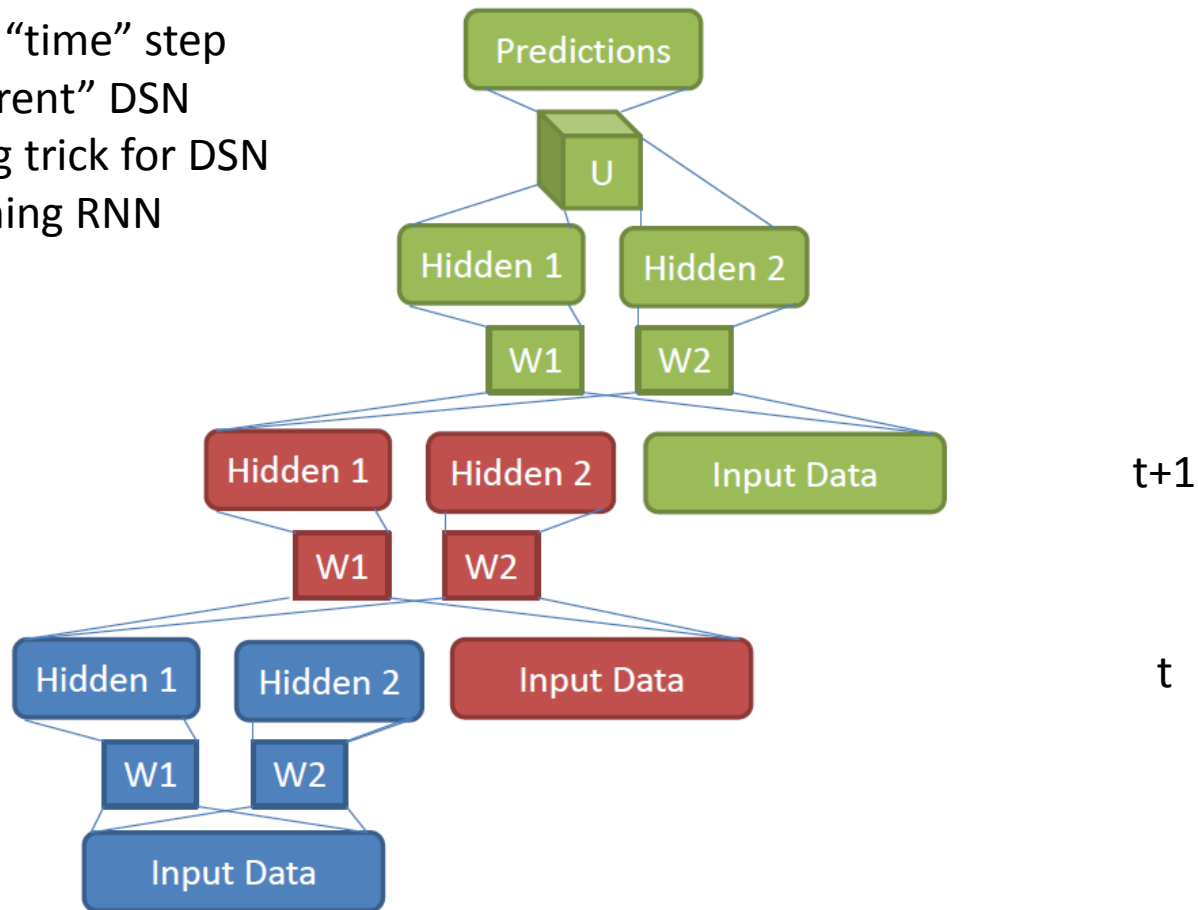 “time” step
rent” DSN
g trick for DSN
ning RNN
Predictions
U
Hidden 1 Hidden 2
W1 W2
Hidden 1 Hidden 2 Input Data t+1
W1 W2
Hidden 1 Hidden 2 Input Data t
W1 W2
Input Data